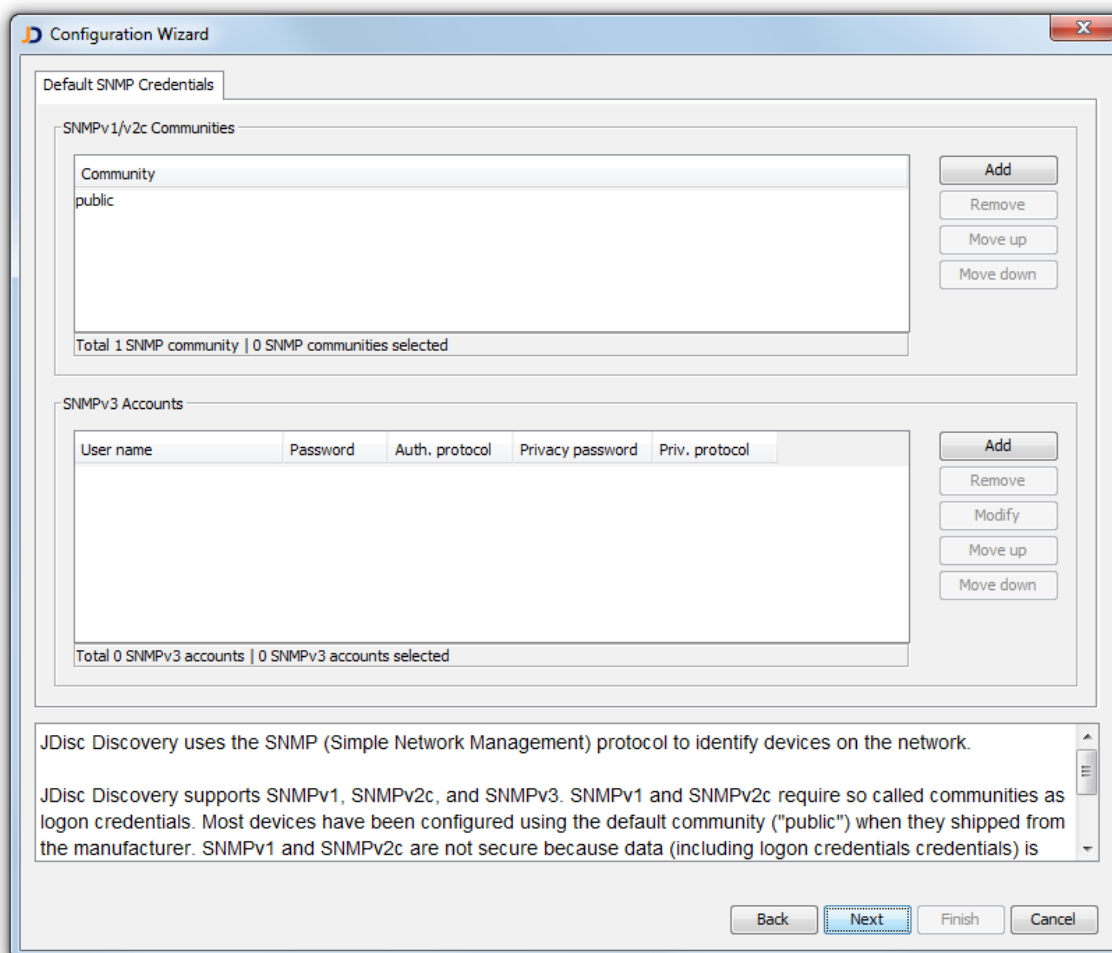 Configuration Wizard
Default SNMP Credentials
SNMPv1/v2c Communities
Community
public
Total 1 SNMP community | 0 SNMP communities selected
Add
Remove
Move up
Move down
SNMPv3 Accounts
User name Password Auth. protocol Privacy password Priv. protocol
Total 0 SNMPv3 accounts | 0 SNMPv3 accounts selected
Add
Remove
Modify
Move up
Move down
JDisc Discovery uses the SNMP (Simple Network Management) protocol to identify devices on the network.
JDisc Discovery supports SNMPv1, SNMPv2c, and SNMPv3. SNMPv1 and SNMPv2c require so called communities as
logon credentials. Most devices have been configured using the default community ("public") when they shipped from
the manufacturer. SNMPv1 and SNMPv2c are not secure because data (including logon credentials credentials) is
Back Next Finish Cancel